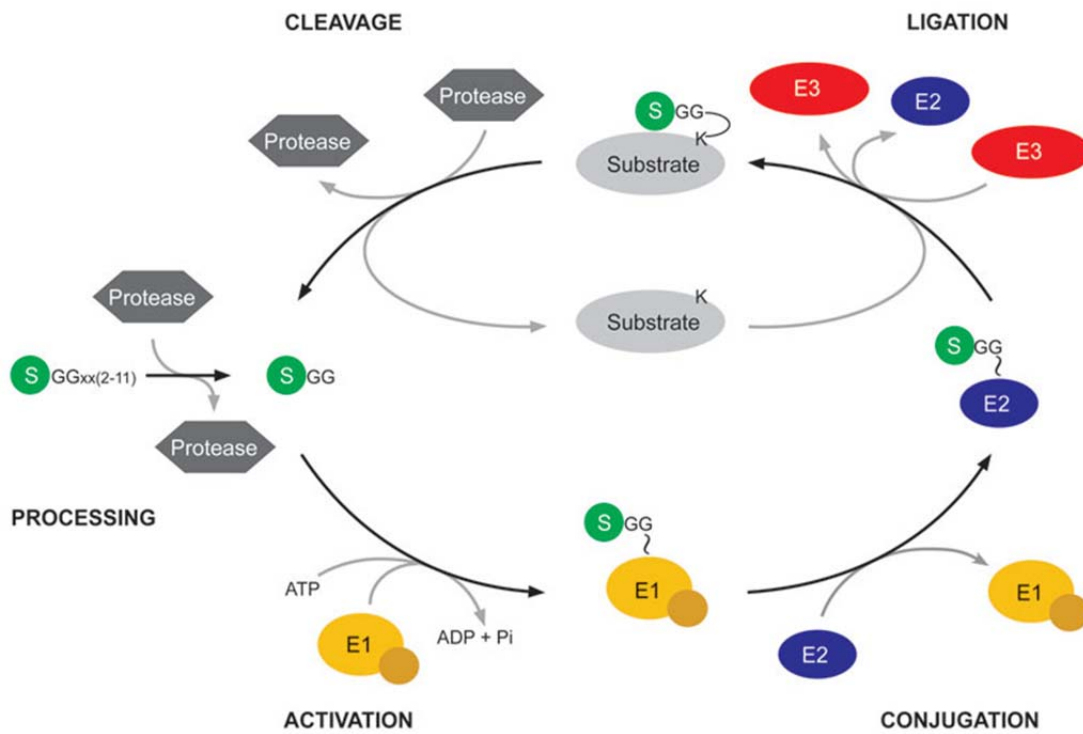 CLEAVAGE
LIGATION
Protease
Protease
S GG
K
Substrate
E3
E2
E3
Protease
S GGxx(2-11)
S GG
Protease
K
Substrate
S GG
E2
PROCESSING
S GG
E1
ATP
E1
ADP + Pi
E2
E1
ACTIVATION
CONJUGATION